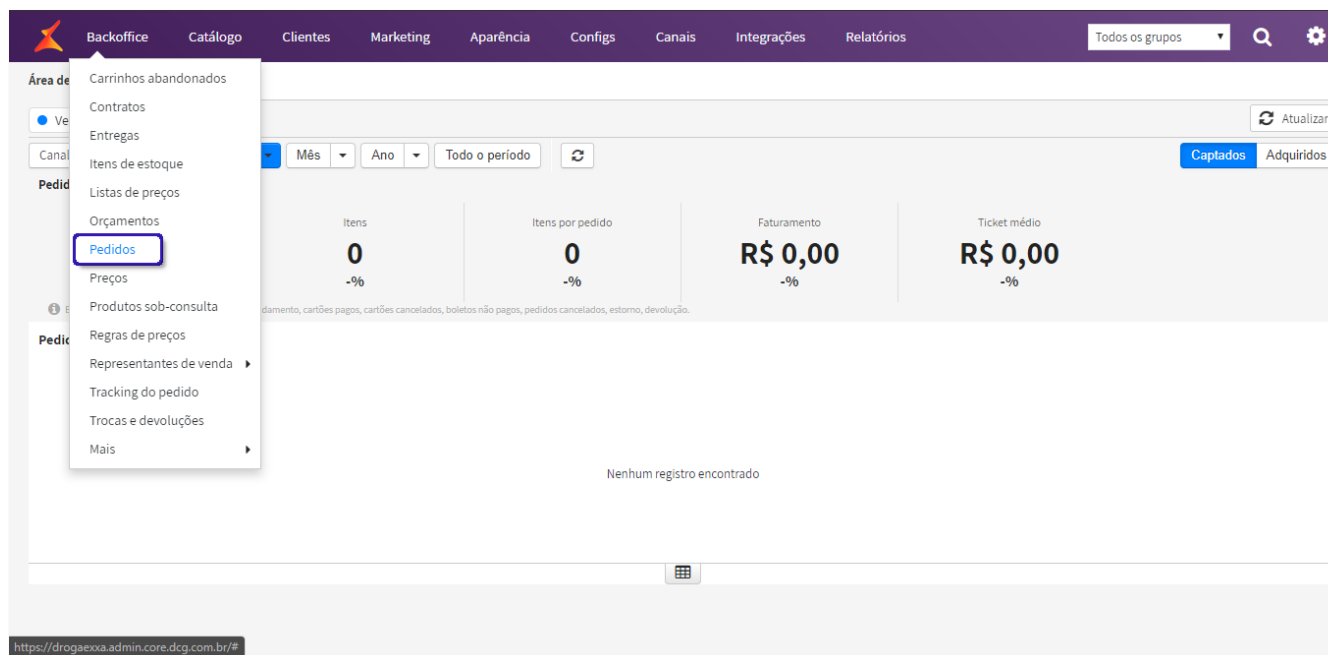 Backoffice Catálogo Clientes Marketing Aparência Configs Canais Integrações Relatórios Todos os grupos
Área de
Carrinhos abandonados
Contratos
Entregas
Itens de estoque
Listas de preços
Orçamentos
Pedidos
Preços
Produtos sob-consulta
Regras de preços
Representantes de venda
Tracking do pedido
Trocas e devoluções
Mais
Ve
Atualizar
Canal Mês Ano Todo o período Captados Adquiridos
Pedid
Itens Itens por pedido Faturamento Ticket médio
0 0 R$ 0,00 R$ 0,00
-% -% -% -%
damento, cartões pagos, cartões cancelados, boletos não pagos, pedidos cancelados, estorno, devolução.
Pedid
Nenhum registro encontrado
https://drogaexxa.admin.core.dcg.com.br/#